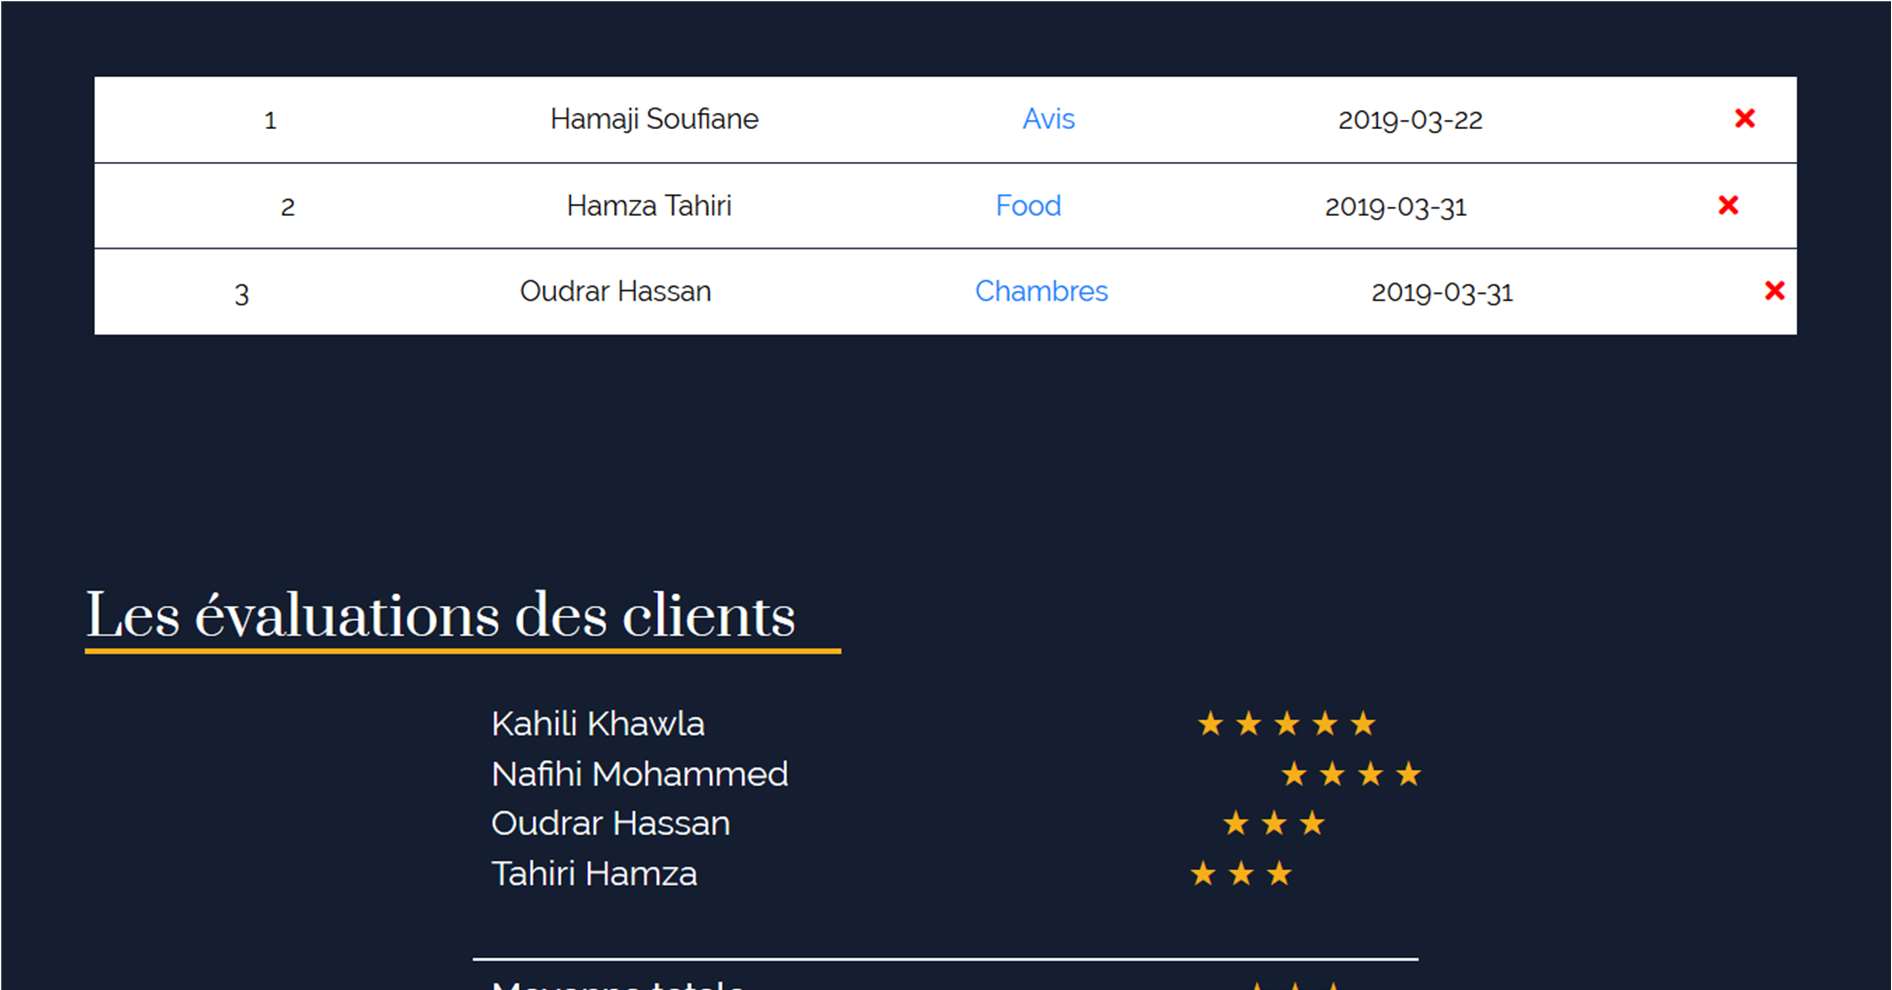 1 Hamaji Soufiane Avis 2019-03-22
2 Hamza Tahiri Food 2019-03-31
3 Oudrar Hassan Chambres 2019-03-31
Les évaluations des clients
Kahili Khawla ★ ★ ★ ★ ★
Nafihi Mohammed ★ ★ ★ ★
Oudrar Hassan ★ ★ ★
Tahiri Hamza ★ ★ ★